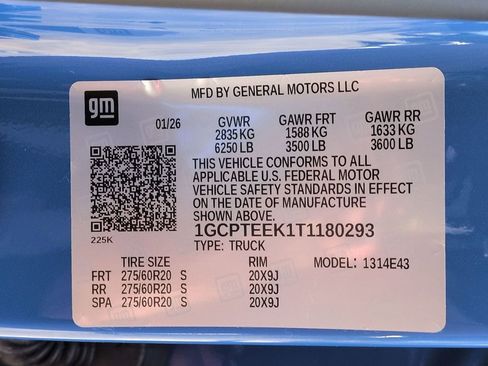 gm
MFD BY GENERAL MOTORS LLC
01/26 GVWR GAWR FRT GAWR RR
2835 KG 1588 KG 1633 KG
6250 LB 3500 LB 3600 LB
THIS VEHICLE CONFORMS TO ALL
APPLICABLE U.S. FEDERAL MOTOR
VEHICLE SAFETY STANDARDS IN EFFECT
ON THE DATE OF MANUFACTURE
SHOWN ABOVE.
225K
1GCPTEEK1T1180293
TYPE: TRUCK
TIRE SIZE RIM MODEL: 1314E43
FRT 275/60R20 S 20X9J
RR 275/60R20 S 20X9J
SPA 275/60R20 S 20X9J